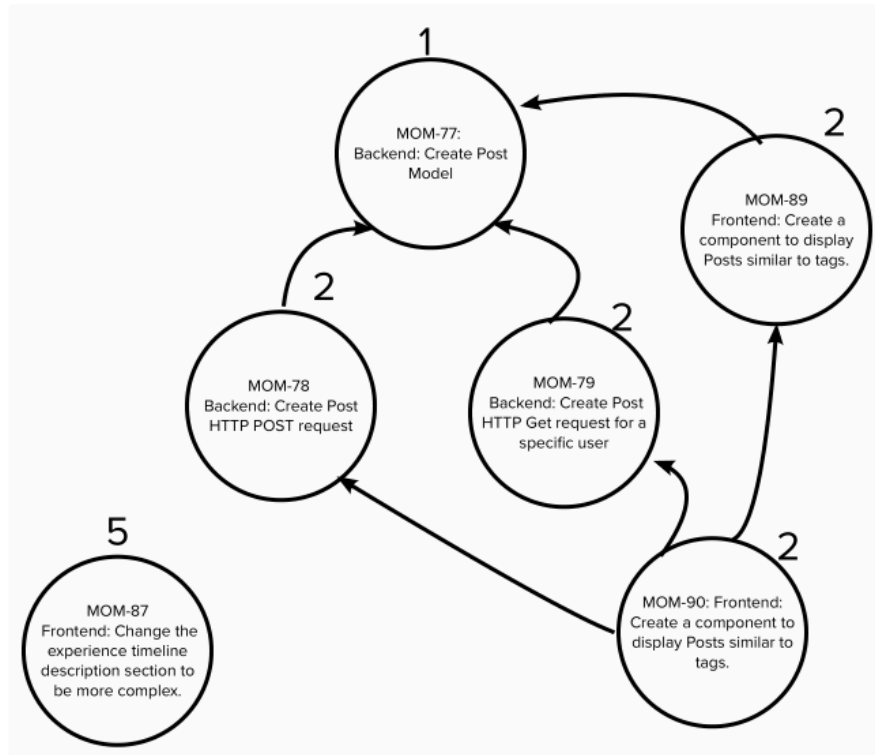 1
MOM-77:
Backend: Create Post
Model
2
MOM-89
Frontend: Create a
component to display
Posts similar to tags.
2
MOM-78
Backend: Create Post
HTTP POST request
2
MOM-79
Backend: Create Post
HTTP Get request for a
specific user
5
MOM-87
Frontend: Change the
experience timeline
description section to
be more complex.
2
MOM-90: Frontend:
Create a component to
display Posts similar to
tags.